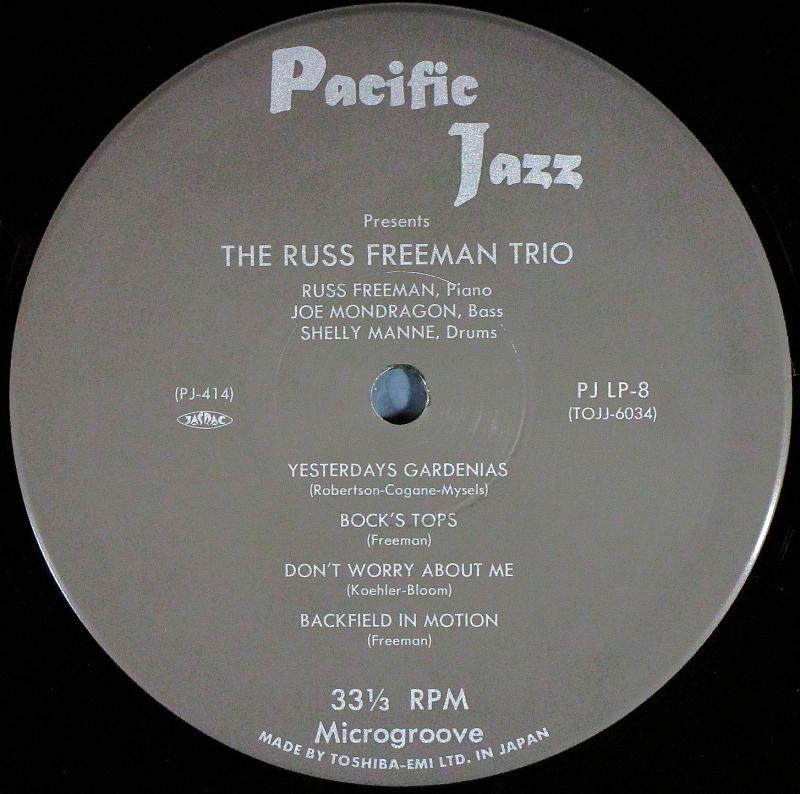 Pacific
Jazz
Presents
THE RUSS FREEMAN TRIO
RUSS FREEMAN, Piano
JOE MONDRAGON, Bass
SHELLY MANNE, Drums
(PJ-414)
JASRAC
PJ LP-8
(TOJJ-6034)
YESTERDAYS GARDENIAS
(Robertson-Cogane-Mysels)
BOCK'S TOPS
(Freeman)
DON'T WORRY ABOUT ME
(Koehler-Bloom)
BACKFIELD IN MOTION
(Freeman)
33⅓ RPM
Microgroove
MADE BY TOSHIBA-EMI LTD. IN JAPAN